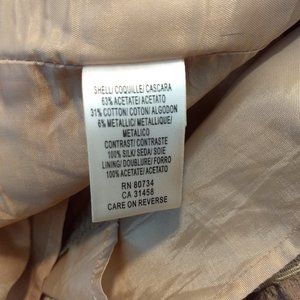 SHELL/ COQUILLE/ CASCARA
63% ACETATE/ ACETATO
31% COTTON/ COTON/ ALGODON
6% METALLIC/ METALLIQUE/
METALICO
CONTRAST/ CONTRASTE
100% SILK/ SEDA/ SOIE
LINING/ DOUBLURE/ FORRO
100% ACETATE/ ACETATO
RN 80734
CA 31458
CARE ON REVERSE